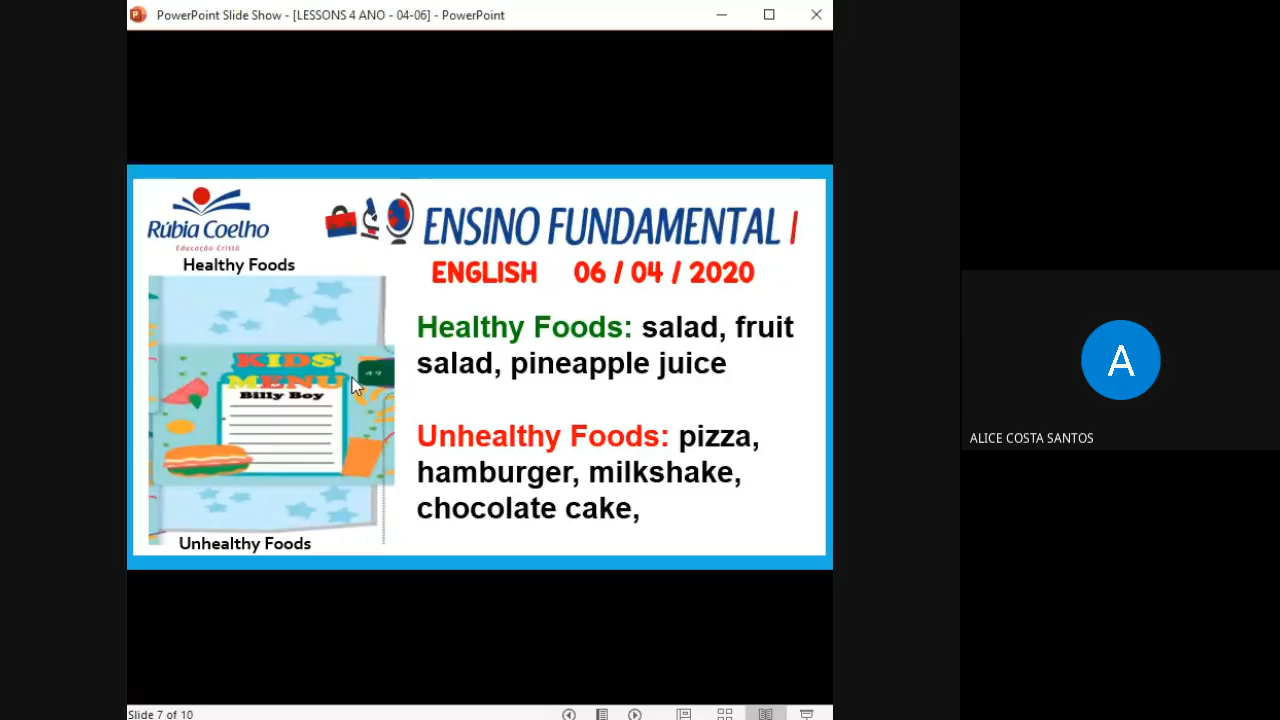 PowerPoint Slide Show - [LESSONS 4 ANO - 04-06] - PowerPoint
Rúbia Coelho
Educação Cristã
ENSINO FUNDAMENTAL I
Healthy Foods
ENGLISH 06 / 04 / 2020
KIDS
MENU
Billy Boy
49
Unhealthy Foods
Healthy Foods: salad, fruit
salad, pineapple juice
Unhealthy Foods: pizza,
hamburger, milkshake,
chocolate cake,
A
ALICE COSTA SANTOS
Slide 7 of 10